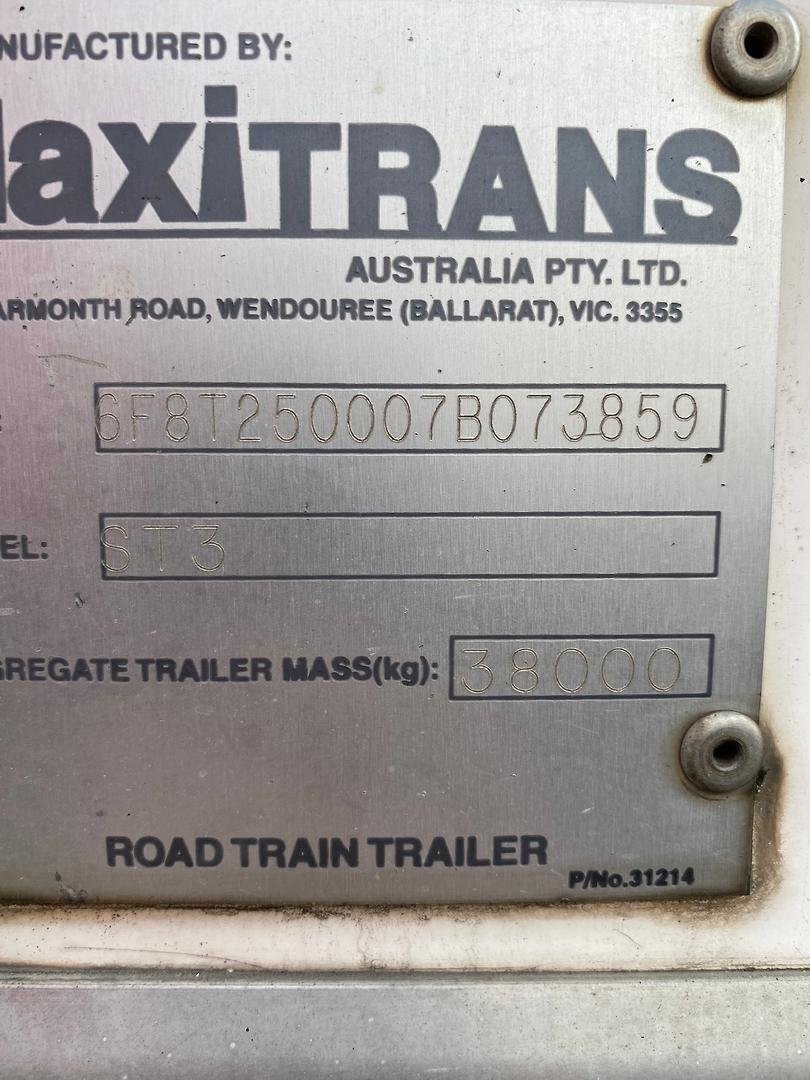 NUFACTURED BY:
axiTRANS
AUSTRALIA PTY. LTD.
ARMONTH ROAD, WENDOUREE (BALLARAT), VIC. 3355
6F8T250007B073859
EL: ST3
GREGATE TRAILER MASS(kg): 38000
ROAD TRAIN TRAILER
P/No.31214